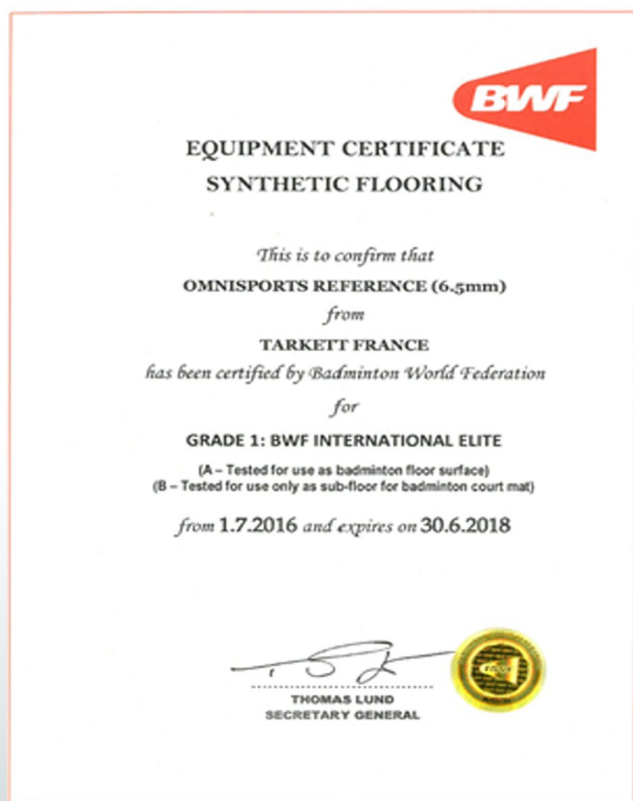 BWF
EQUIPMENT CERTIFICATE
SYNTHETIC FLOORING
This is to confirm that
OMNISPORTS REFERENCE (6.5mm)
from
TARKETT FRANCE
has been certified by Badminton World Federation
for
GRADE 1: BWF INTERNATIONAL ELITE
(A – Tested for use as badminton floor surface)
(B – Tested for use only as sub-floor for badminton court mat)
from 1.7.2016 and expires on 30.6.2018
THOMAS LUND
SECRETARY GENERAL